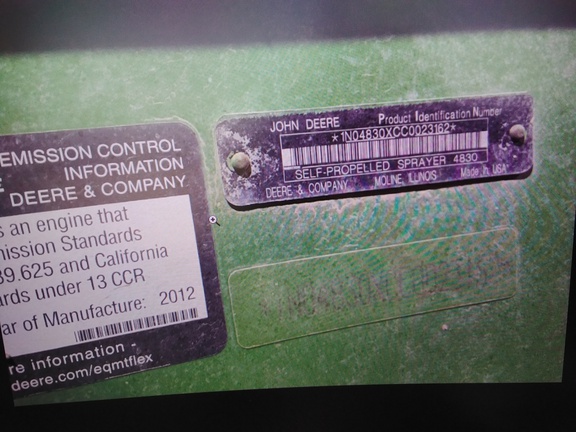 EMISSION CONTROL
INFORMATION
DEERE & COMPANY
s an engine that
mission Standards
39.625 and California
ards under 13 CCR
ar of Manufacture: 2012
re information -
deere.com/eqmtflex
JOHN DEERE Product Identification Number
*1N04830XCC0023162*
SELF-PROPELLED SPRAYER 4830
DEERE & COMPANY MOLINE, ILLINOIS Made in USA